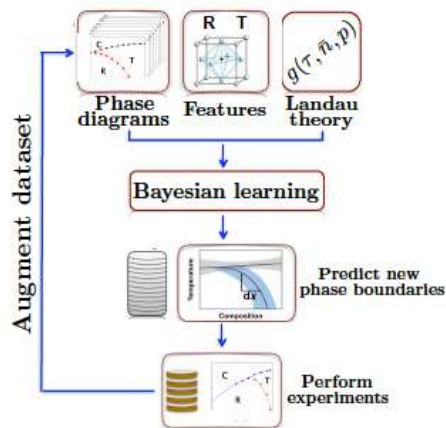 C
T
R
Phase
diagrams
R T
Features
g(τ, n̄, p)
Landau
theory
Augment dataset
Bayesian learning
Temperature
dx
Composition
Predict new
phase boundaries
C
T
R
Perform
experiments